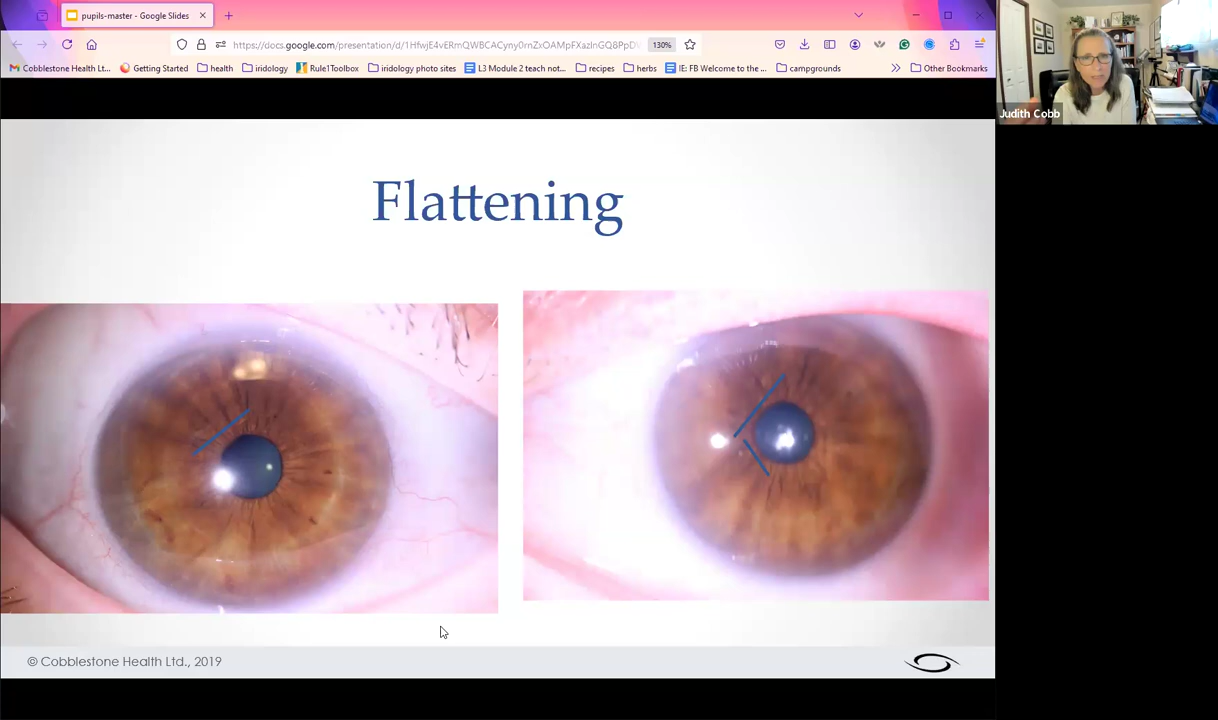 pupils-master - Google Slides
https://docs.google.com/presentation/d/1HfwjE4vERmQWBCACyny0rnZxOAMpFXazlnGQ8PpDV
130%
Cobblestone Health Lt...
Getting Started
health
iridology
Rule1Toolbox
iridology photo sites
L3 Module 2 teach not...
recipes
herbs
IE: FB Welcome to the ...
campgrounds
Other Bookmarks
Judith Cobb
Flattening
© Cobblestone Health Ltd., 2019